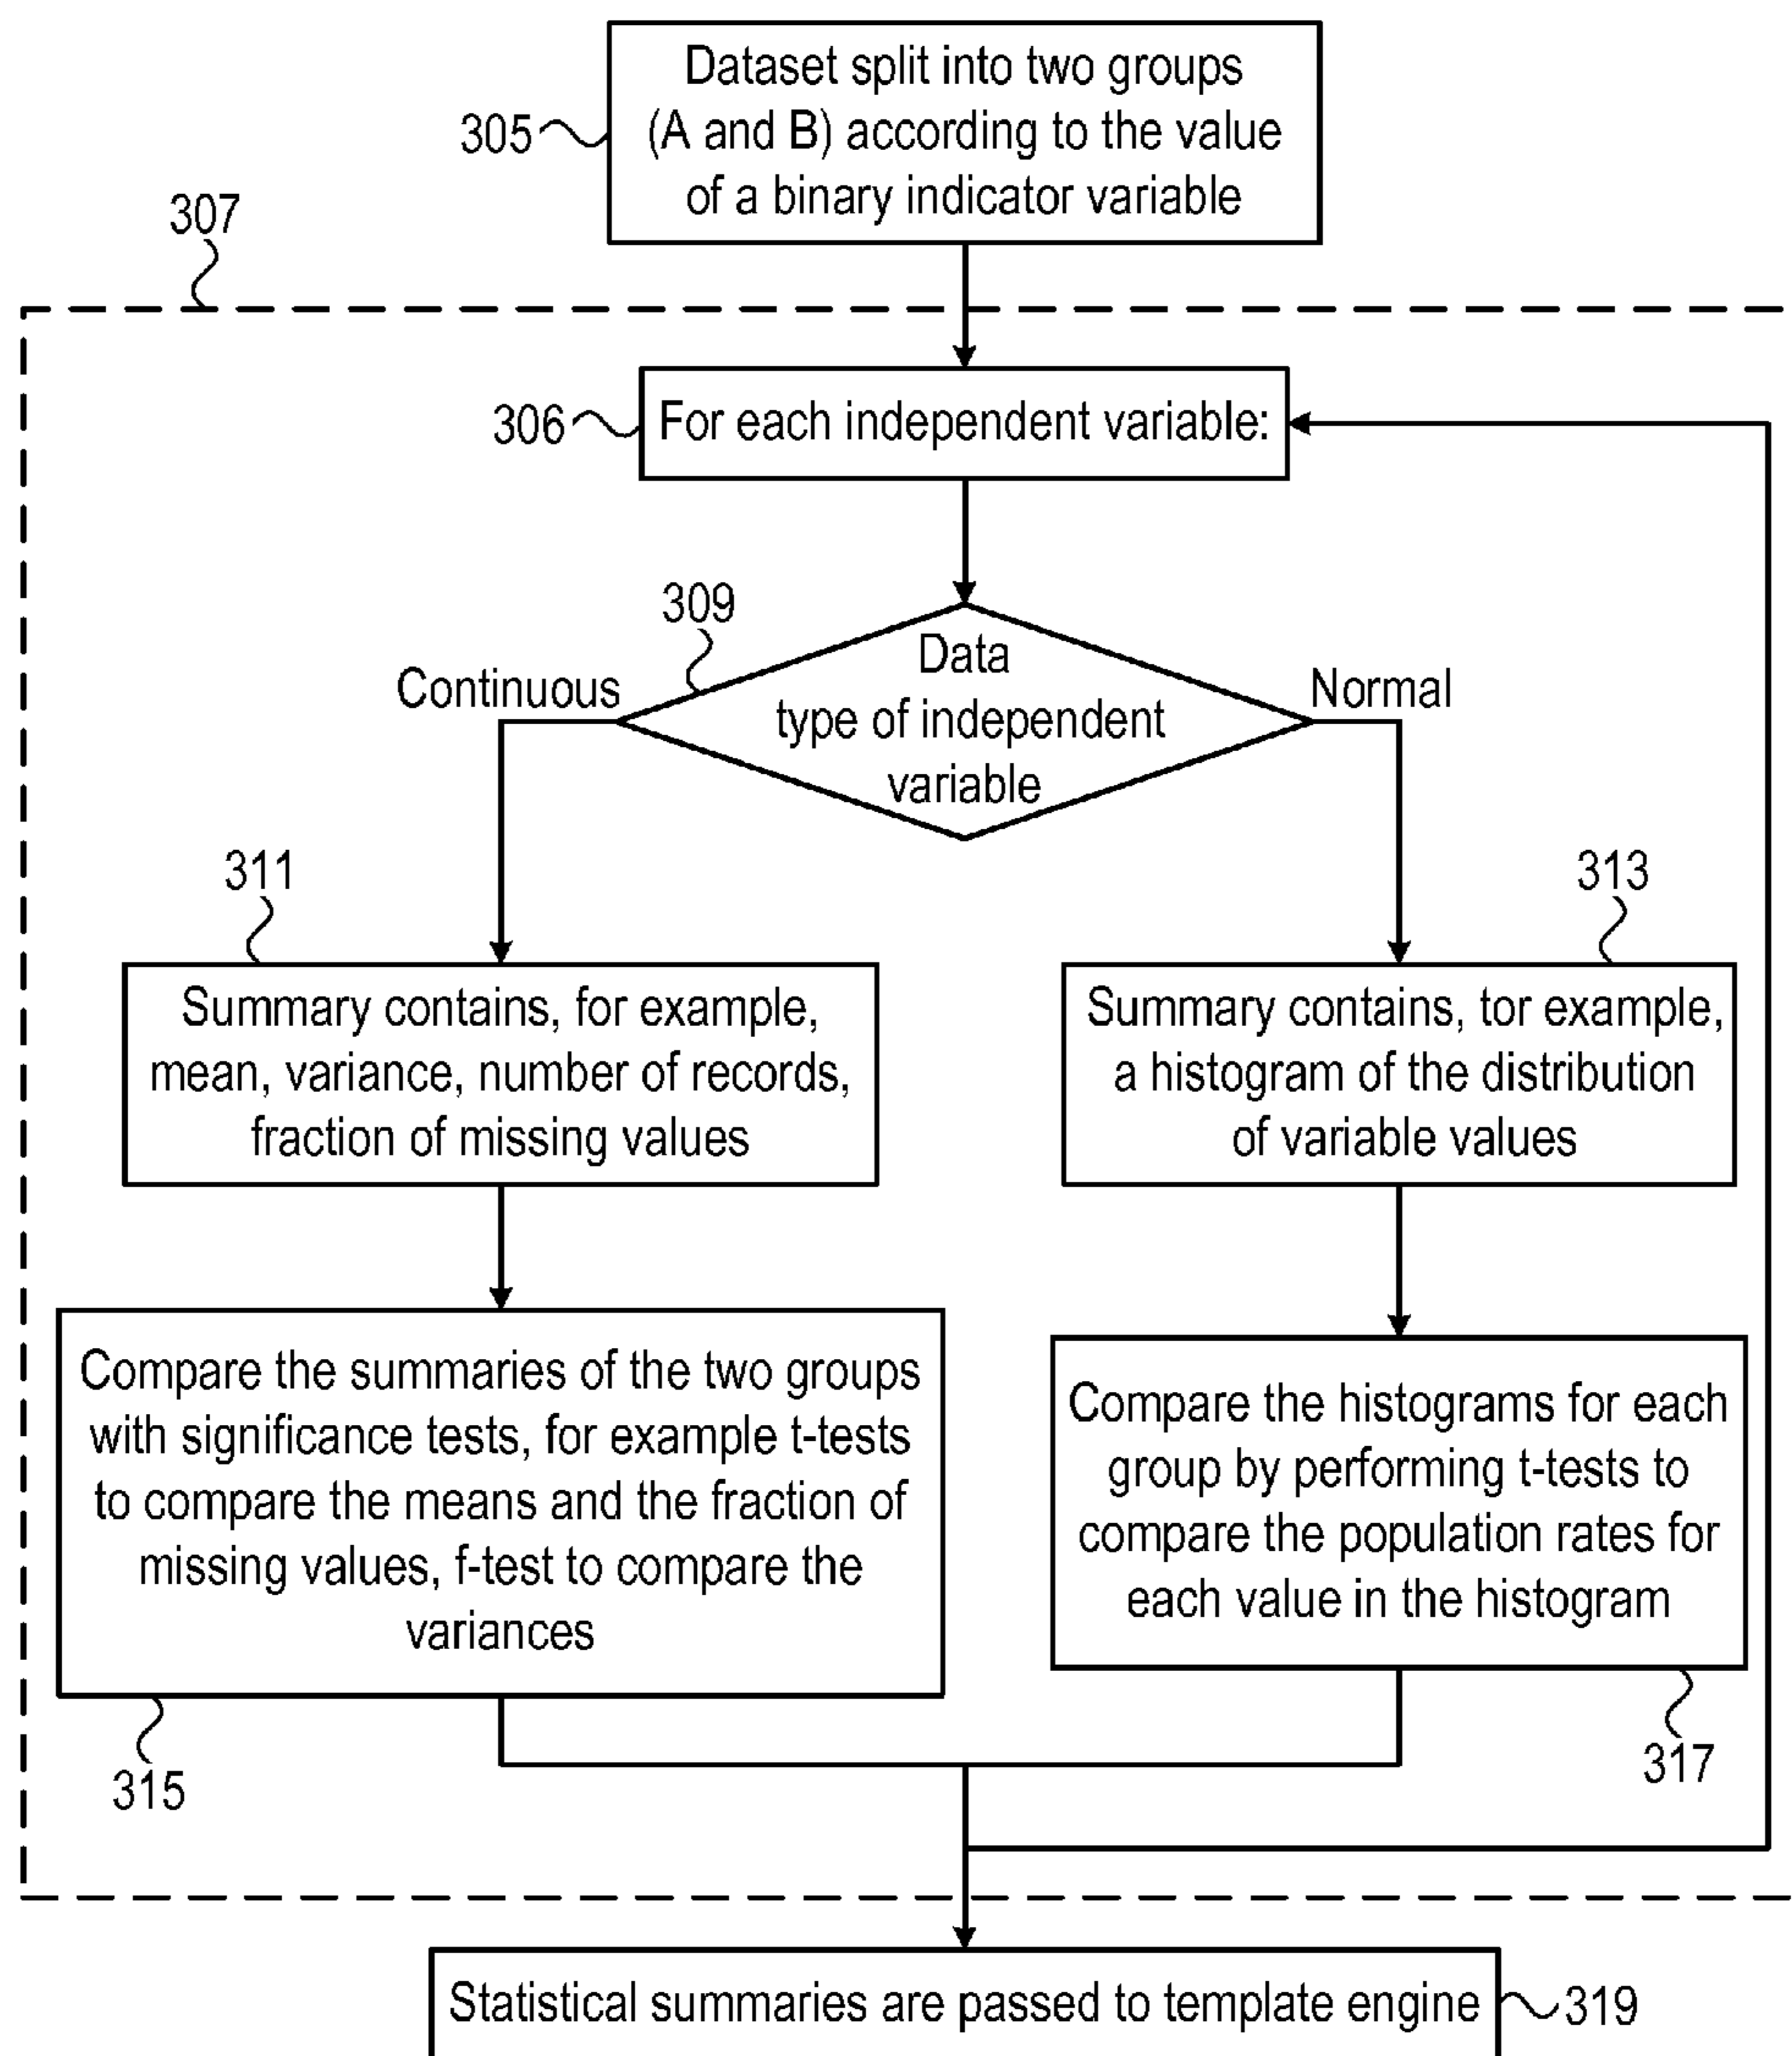 Dataset split into two groups
(A and B) according to the value
of a binary indicator variable
305
307
306
For each independent variable:
309
Data
type of independent
variable
Continuous
Normal
311
313
Summary contains, for example,
mean, variance, number of records,
fraction of missing values
Summary contains, tor example,
a histogram of the distribution
of variable values
Compare the summaries of the two groups
with significance tests, for example t-tests
to compare the means and the fraction of
missing values, f-test to compare the
variances
Compare the histograms for each
group by performing t-tests to
compare the population rates for
each value in the histogram
315
317
Statistical summaries are passed to template engine
319